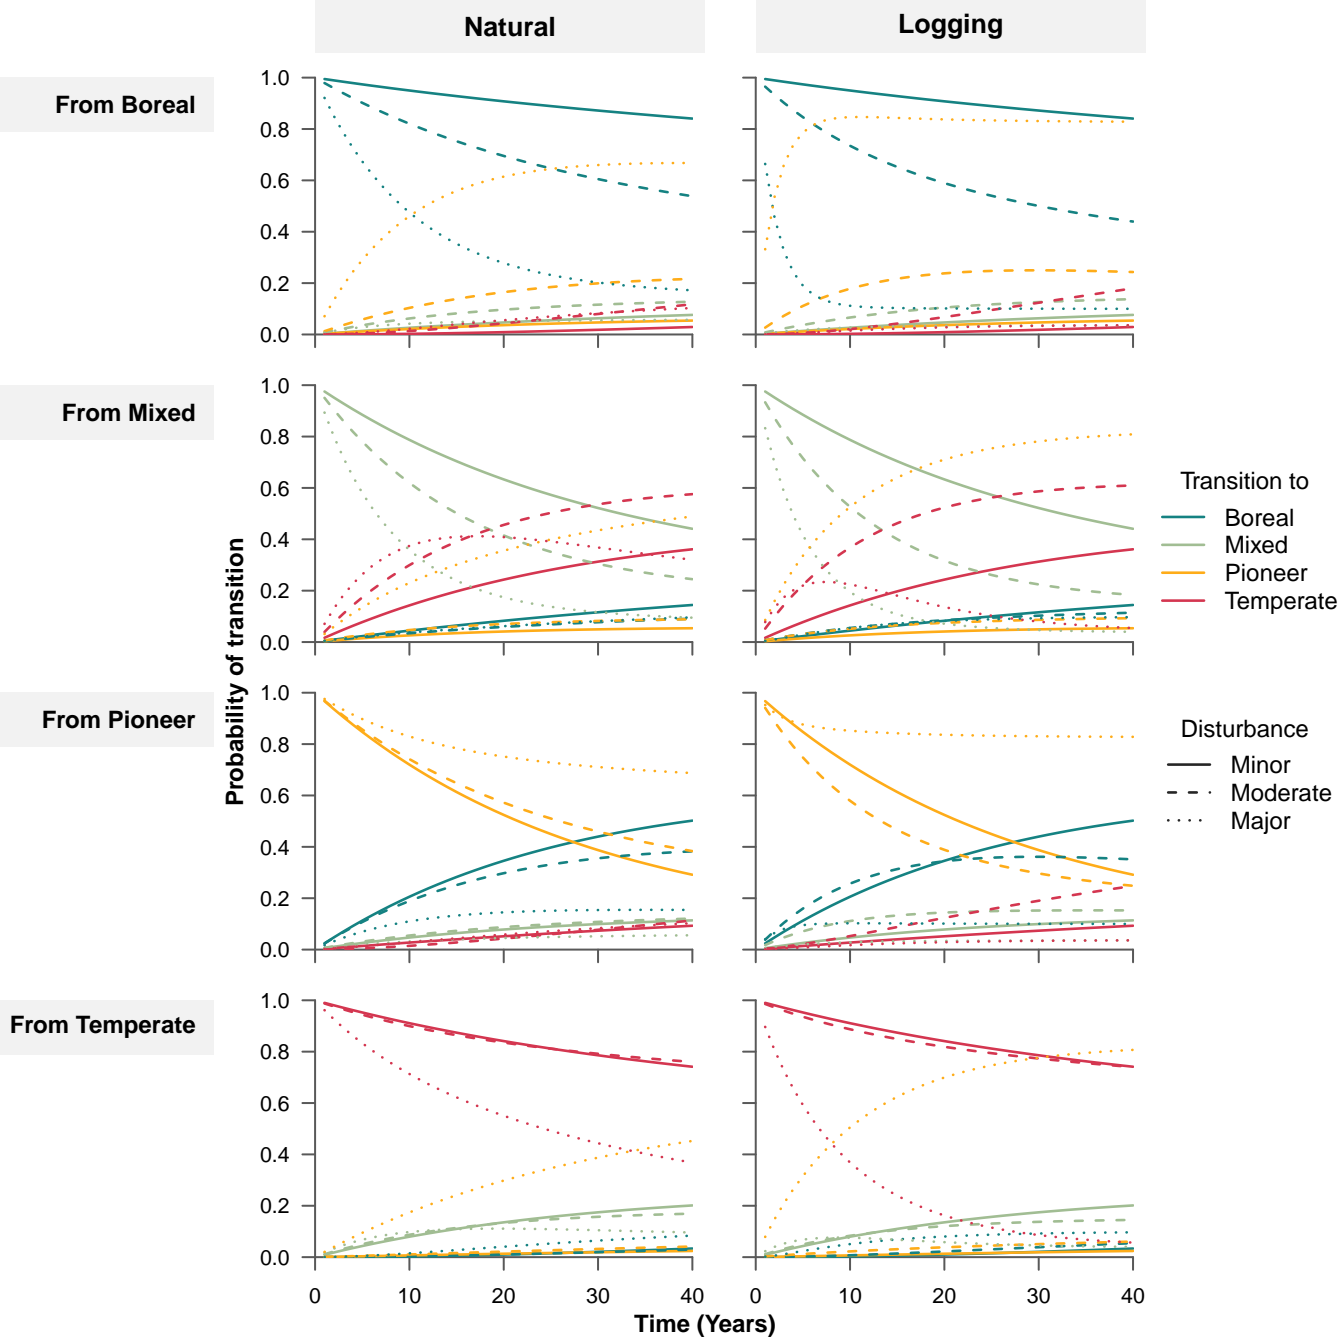 Natural
Logging
From Boreal
1.0
0.8
0.6
0.4
0.2
0.0
From Mixed
1.0
0.8
0.6
0.4
0.2
0.0
From Pioneer
1.0
0.8
0.6
0.4
0.2
0.0
From Temperate
1.0
0.8
0.6
0.4
0.2
0.0
Probability of transition
0 10 20 30 40
0 10 20 30 40
Time (Years)
Transition to
Boreal
Mixed
Pioneer
Temperate
Disturbance
Minor
Moderate
Major